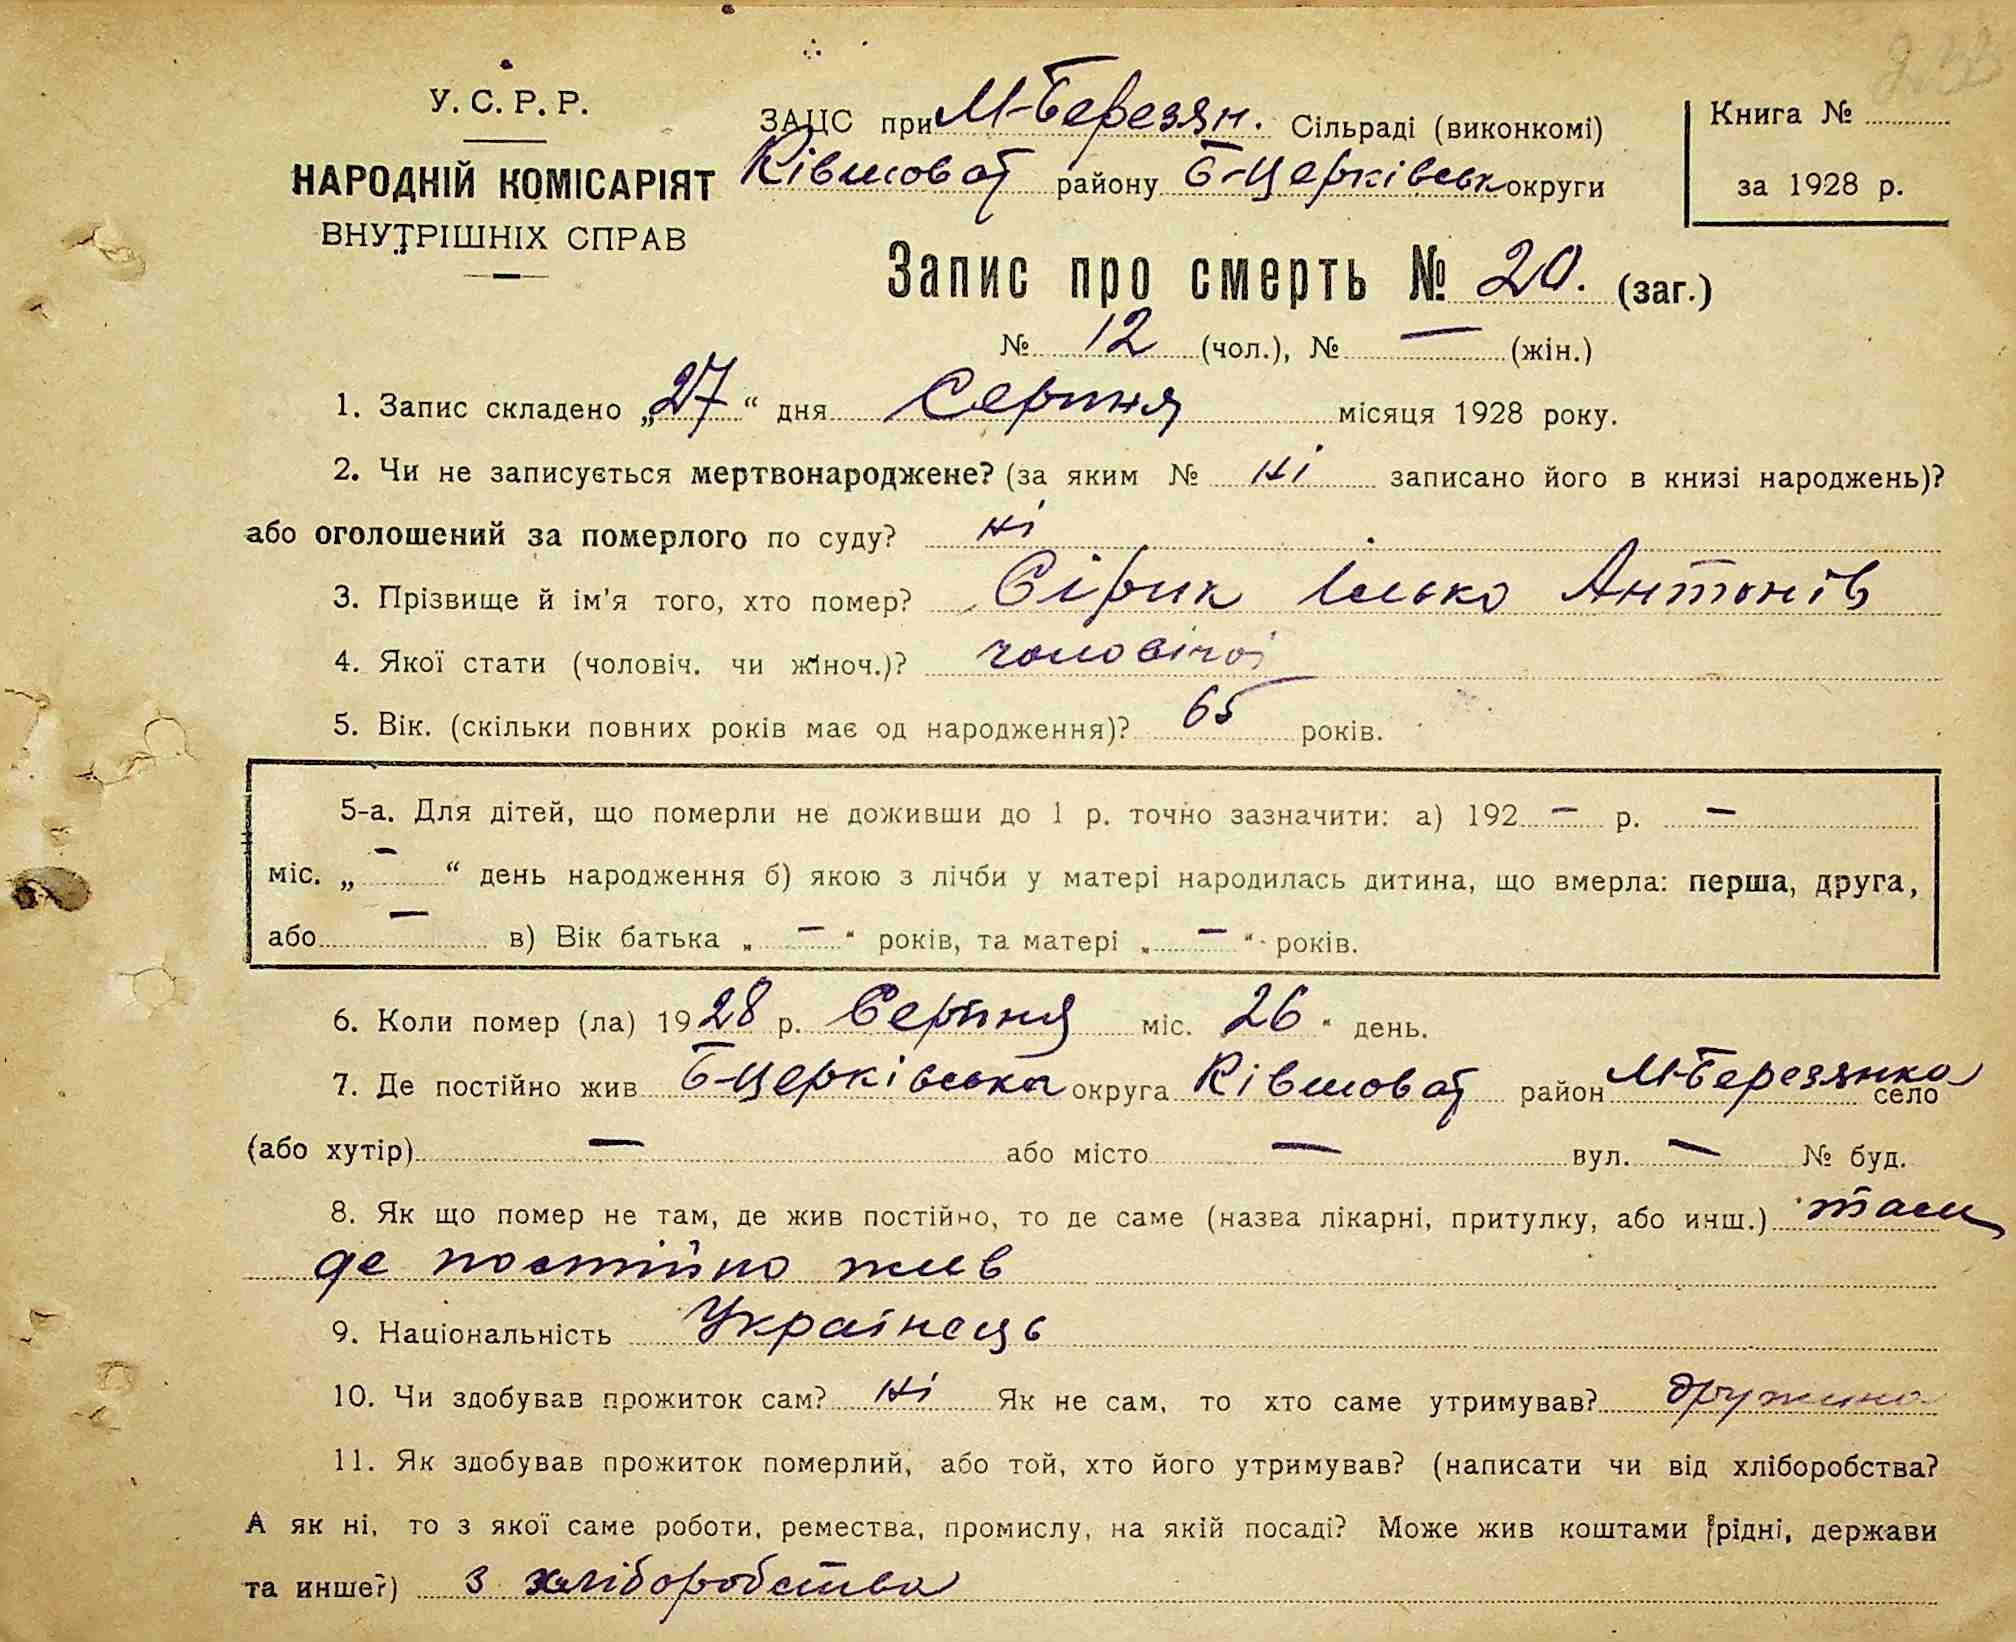 233
У.С.Р.Р.
НАРОДНІЙ КОМІСАРІЯТ
ВНУТРІШНІХ СПРАВ
ЗАЦС при М-Березян. Сільраді (виконкомі)
Ківшоват району Б-Церківськ округи
Книга №
за 1928 р.
Запис про смерть № 20. (заг.)
№ 12 (чол.), № — (жін.)
1. Запис складено „27“ дня Серпня місяця 1928 року.
2. Чи не записується мертвонароджене? (за яким № ні записано його в книзі народжень)?
або оголошений за померлого по суду? ні
3. Прізвище й ім'я того, хто помер? Сірик Ілько Антонів
4. Якої стати (чоловіч. чи жіноч.)? чоловічої
5. Вік. (скільки повних років має од народження)? 65 років.
5-а. Для дітей, що померли не доживши до 1 р. точно зазначити: а) 192 — р. —
міс. „ — “ день народження б) якою з лічби у матері народилась дитина, що вмерла: перша, друга,
або — в) Вік батька „ — “ років, та матері „ — “ років.
6. Коли помер (ла) 1928 р. Серпня міс. 26 “ день.
7. Де постійно жив Б-Церківська округа Ківшоват район М-Березянка село
(або хутір) — або місто — вул. — № буд.
8. Як що помер не там, де жив постійно, то де саме (назва лікарні, притулку, або инш.) там
де постійно жив
9. Національність Українець
10. Чи здобував прожиток сам? ні Як не сам, то хто саме утримував? дружина
11. Як здобував прожиток померлий, або той, хто його утримував? (написати чи від хліборобства?
А як ні, то з якої саме роботи, ремества, промислу, на якій посаді? Може жив коштами рідні, держави
та инше?) з хліборобства